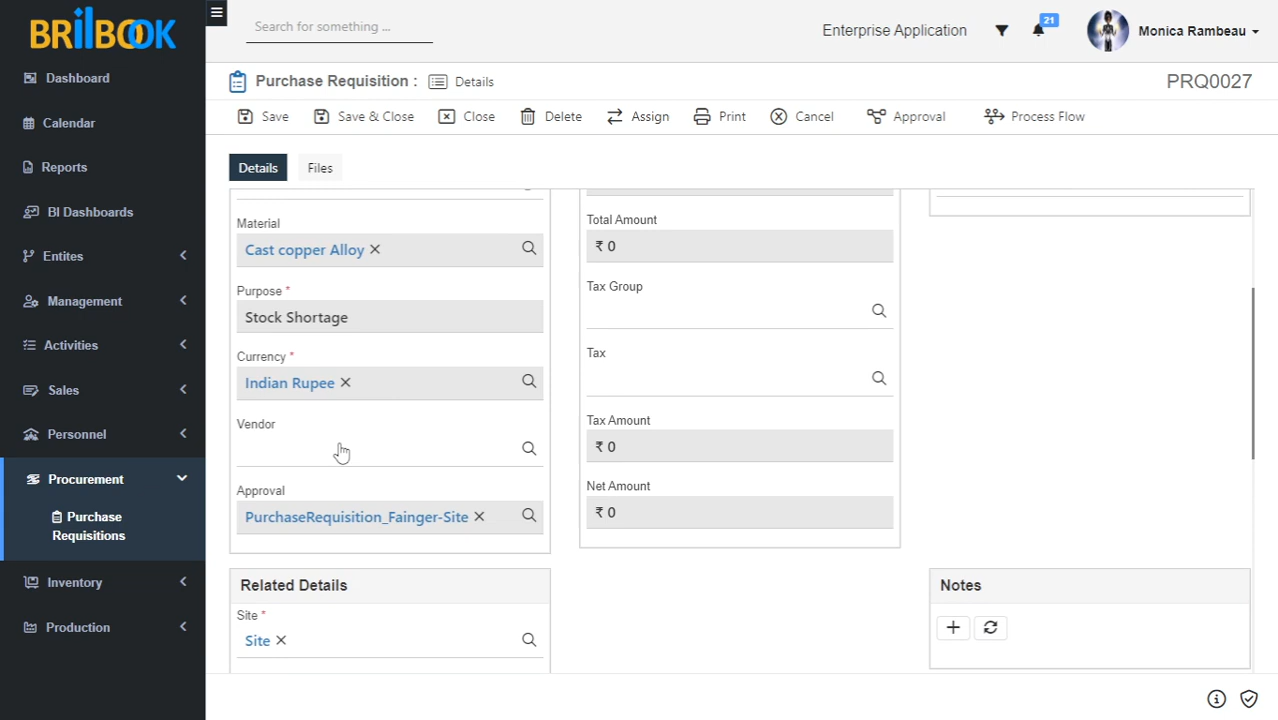 BRILBOOK
Search for something ...
Enterprise Application
21
Monica Rambeau
Dashboard
Calendar
Reports
BI Dashboards
Entites
Management
Activities
Sales
Personnel
Procurement
Purchase
Requisitions
Inventory
Production
Purchase Requisition :
Details
PRQ0027
Save
Save & Close
Close
Delete
Assign
Print
Cancel
Approval
Process Flow
Details
Files
Material
Cast copper Alloy
Purpose *
Stock Shortage
Currency *
Indian Rupee
Vendor
Approval
PurchaseRequisition_Fainger-Site
Total Amount
₹ 0
Tax Group
Tax
Tax Amount
₹ 0
Net Amount
₹ 0
Related Details
Site *
Site
Notes